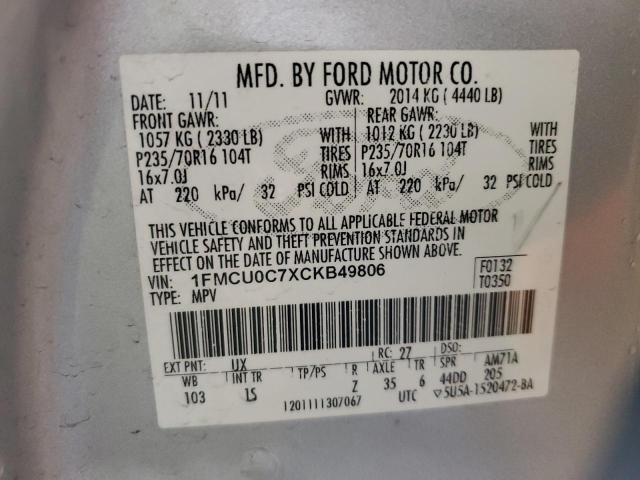 MFD. BY FORD MOTOR CO.
DATE: 11/11 GVWR: 2014 KG ( 4440 LB)
FRONT GAWR: REAR GAWR:
1057 KG ( 2330 LB) WITH 1012 KG ( 2230 LB) WITH
P235/70R16 104T TIRES P235/70R16 104T TIRES
16x7.0J RIMS 16x7.0J RIMS
AT 220 kPa/ 32 PSI COLD AT 220 kPa/ 32 PSI COLD
THIS VEHICLE CONFORMS TO ALL APPLICABLE FEDERAL MOTOR
VEHICLE SAFETY AND THEFT PREVENTION STANDARDS IN
EFFECT ON THE DATE OF MANUFACTURE SHOWN ABOVE.
VIN: 1FMCU0C7XCKB49806 F0132
TYPE: MPV T0350
EXT PNT: UX RC: 27 DSO:
WB INT TR TP/PS R AXLE TR SPR AM71A
103 LS Z 35 6 44DD 205
1201111307067 UTC ▽5U5A-1520472-BA